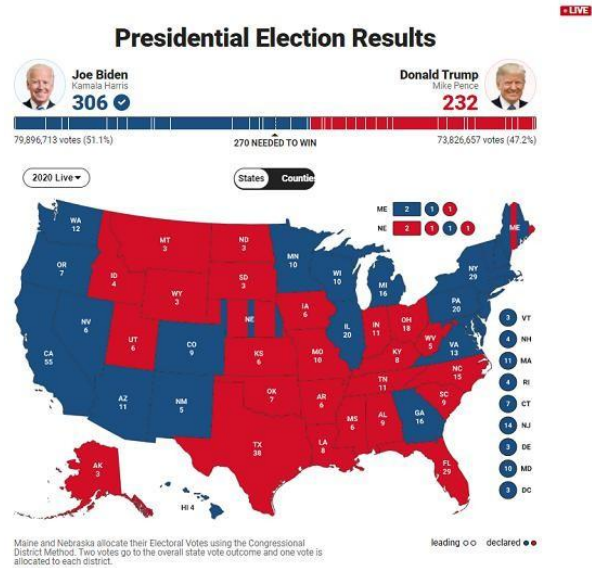 LIVE
Presidential Election Results
Joe Biden
Kamala Harris
306
Donald Trump
Mike Pence
232
79,896,713 votes (51.1%)
270 NEEDED TO WIN
73,826,657 votes (47.2%)
2020 Live
States
Counties
ME 2 1 1
NE 2 1 1 1
WA
12
OR
7
CA
55
NV
6
ID
4
MT
3
WY
3
UT
6
AZ
11
CO
9
NM
5
ND
3
SD
3
NE
KS
6
OK
7
TX
38
MN
10
IA
6
MO
10
AR
6
LA
8
WI
10
IL
20
MI
16
IN
11
OH
18
KY
8
TN
11
MS
6
AL
9
GA
16
FL
29
SC
9
NC
15
VA
13
WV
5
PA
20
NY
29
ME
AK
3
HI 4
3 VT
4 NH
11 MA
4 RI
7 CT
14 NJ
3 DE
10 MD
3 DC
Maine and Nebraska allocate their Electoral Votes using the Congressional
District Method. Two votes go to the overall state vote outcome and one vote is
allocated to each district.
leading
declared